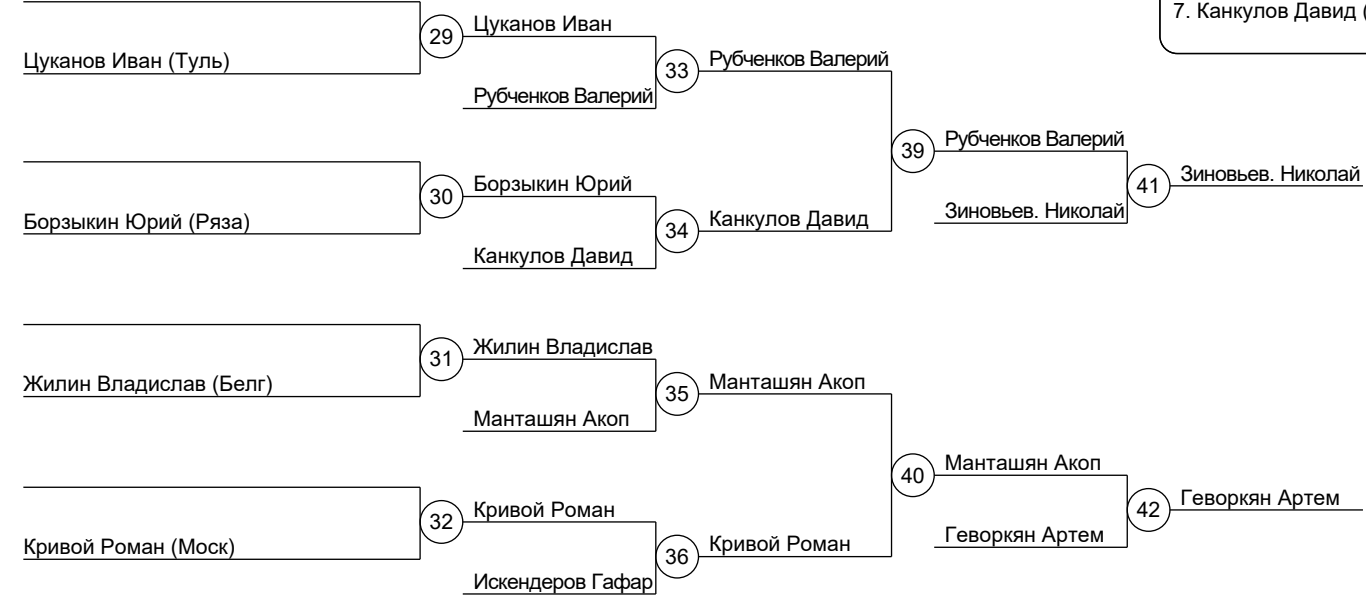 7. Канкулов Давид (
29
Цуканов Иван
Цуканов Иван (Туль)
33
Рубченков Валерий
Рубченков Валерий
39
Рубченков Валерий
41
Зиновьев. Николай
30
Борзыкин Юрий
Борзыкин Юрий (Ряза)
34
Канкулов Давид
Зиновьев. Николай
Канкулов Давид
31
Жилин Владислав
Жилин Владислав (Белг)
35
Манташян Акоп
Манташян Акоп
40
Манташян Акоп
42
Геворкян Артем
32
Кривой Роман
Кривой Роман (Моск)
36
Кривой Роман
Геворкян Артем
Искендеров Гафар